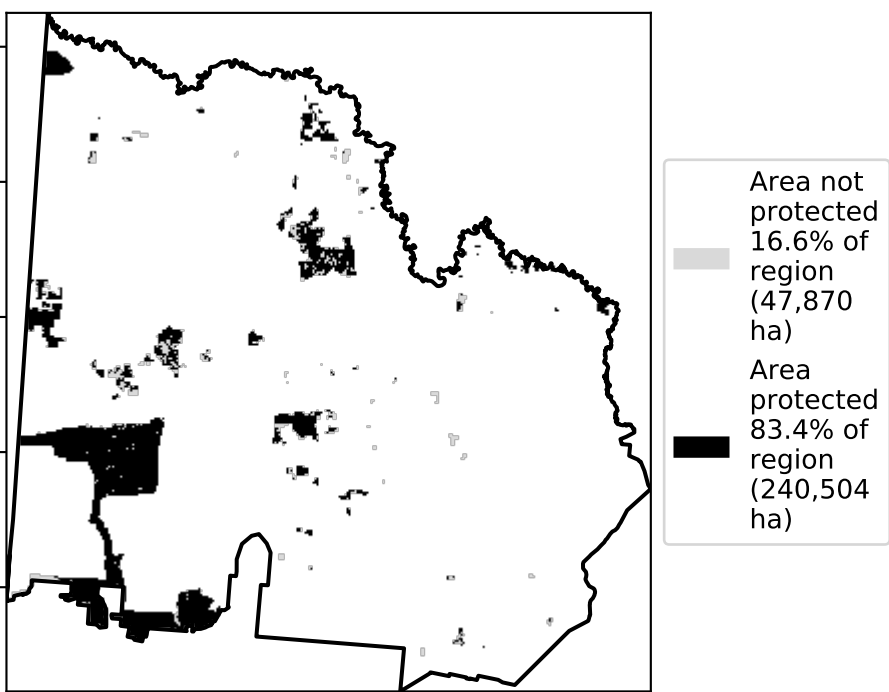 Area not
protected
16.6% of
region
(47,870
ha)
Area
protected
83.4% of
region
(240,504
ha)